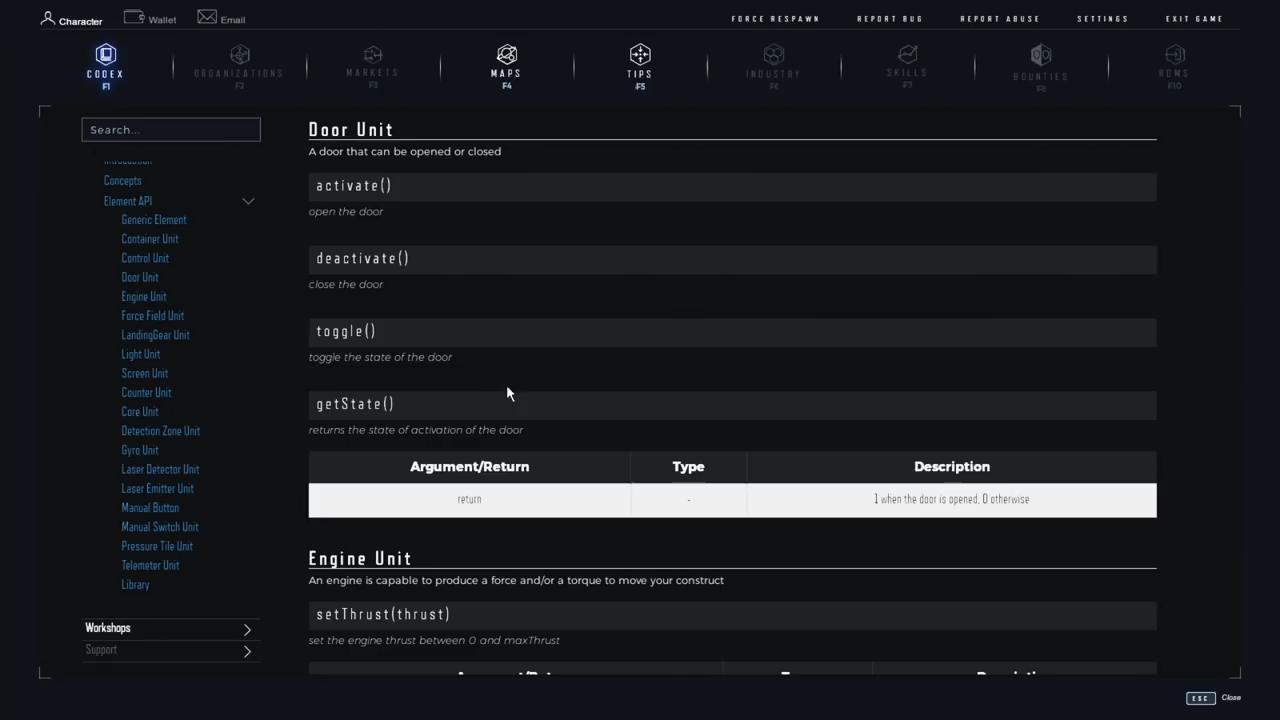 Character
Wallet
Email
FORCE RESPAWN
REPORT BUG
REPORT ABUSE
SETTINGS
EXIT GAME
CODEX
F1
ORGANIZATIONS
F2
MARKETS
F3
MAPS
F4
TIPS
F5
INDUSTRY
F6
SKILLS
F7
BOUNTIES
F8
RDMS
F10
Search...
Introduction
Concepts
Element API
Generic Element
Container Unit
Control Unit
Door Unit
Engine Unit
Force Field Unit
LandingGear Unit
Light Unit
Screen Unit
Counter Unit
Core Unit
Detection Zone Unit
Gyro Unit
Laser Detector Unit
Laser Emitter Unit
Manual Button
Manual Switch Unit
Pressure Tile Unit
Telemeter Unit
Library
Workshops
Support
Door Unit
A door that can be opened or closed
activate()
open the door
deactivate()
close the door
toggle()
toggle the state of the door
getState()
returns the state of activation of the door
Argument/Return Type Description
return - 1 when the door is opened, 0 otherwise
Engine Unit
An engine is capable to produce a force and/or a torque to move your construct
setThrust(thrust)
set the engine thrust between 0 and maxThrust
ESC Close